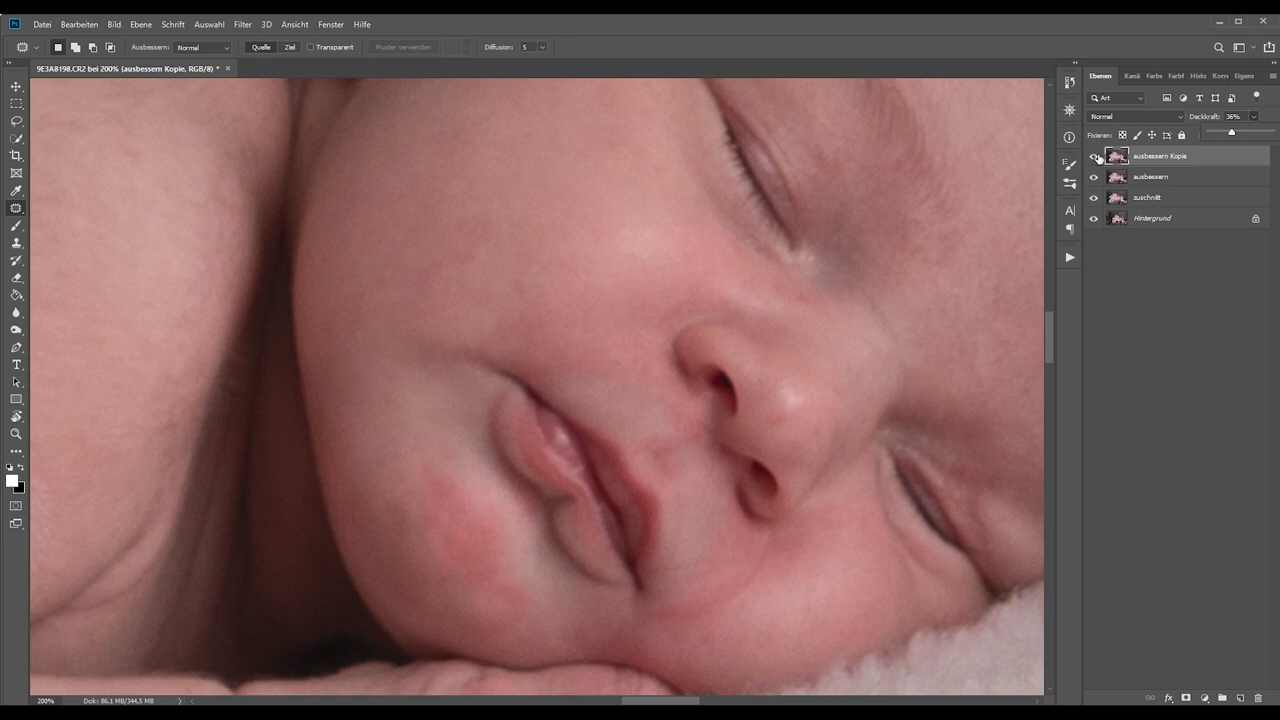 Ps Datei Bearbeiten Bild Ebene Schrift Auswahl Filter 3D Ansicht Fenster Hilfe
Ausbessern: Normal Quelle Ziel Transparent Muster verwenden Diffusion: 5
9E3A8198.CR2 bei 200% (ausbessern Kopie, RGB/8) * ×
Ebenen Kanä Farbe Farbf Histo Korn Eigens
Art
Normal Deckkraft: 36%
Fixieren:
ausbessern Kopie
ausbessern
zuschnitt
Hintergrund
200% Dok: 86,1 MB/344,5 MB